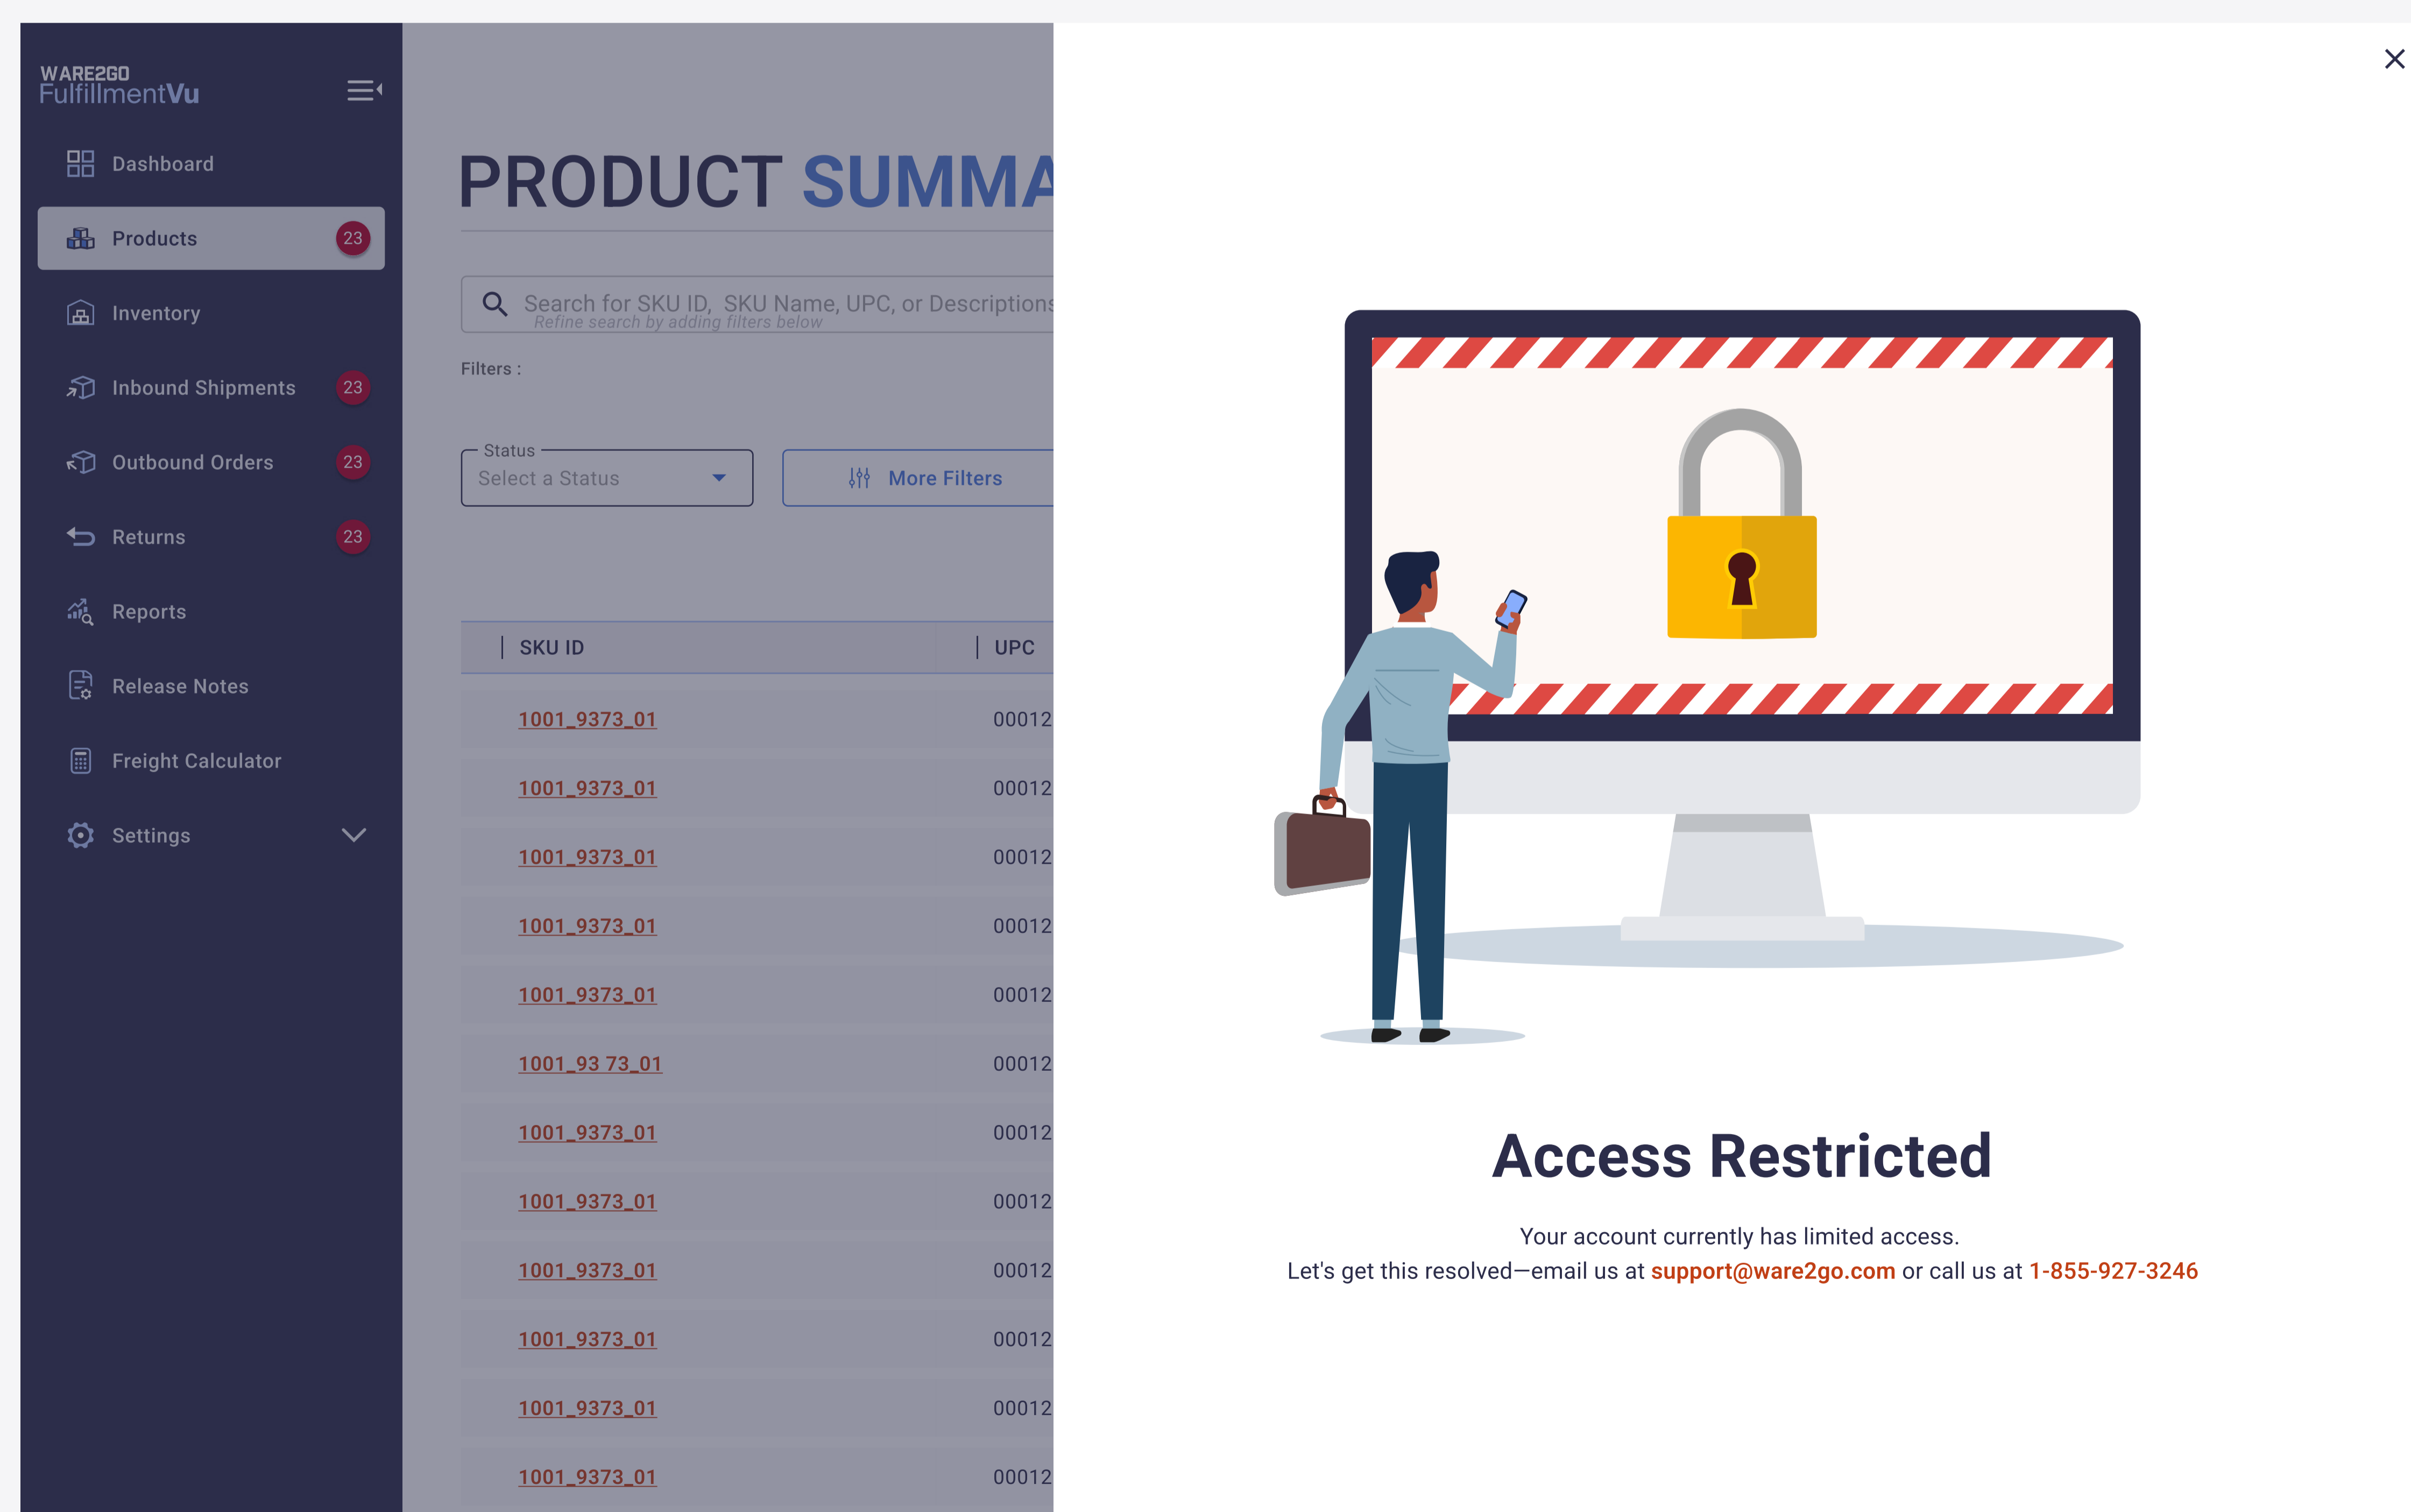 WARE2GO
FulfillmentVu
Dashboard
Products 23
Inventory
Inbound Shipments 23
Outbound Orders 23
Returns 23
Reports
Release Notes
Freight Calculator
Settings
PRODUCT SUMMA
Search for SKU ID, SKU Name, UPC, or Descriptions
Refine search by adding filters below
Filters :
Status
Select a Status
More Filters
SKU ID UPC
1001_9373_01 00012
1001_9373_01 00012
1001_9373_01 00012
1001_9373_01 00012
1001_9373_01 00012
1001_93 73_01 00012
1001_9373_01 00012
1001_9373_01 00012
1001_9373_01 00012
1001_9373_01 00012
1001_9373_01 00012
1001_9373_01 00012
Access Restricted
Your account currently has limited access.
Let's get this resolved—email us at support@ware2go.com or call us at 1-855-927-3246